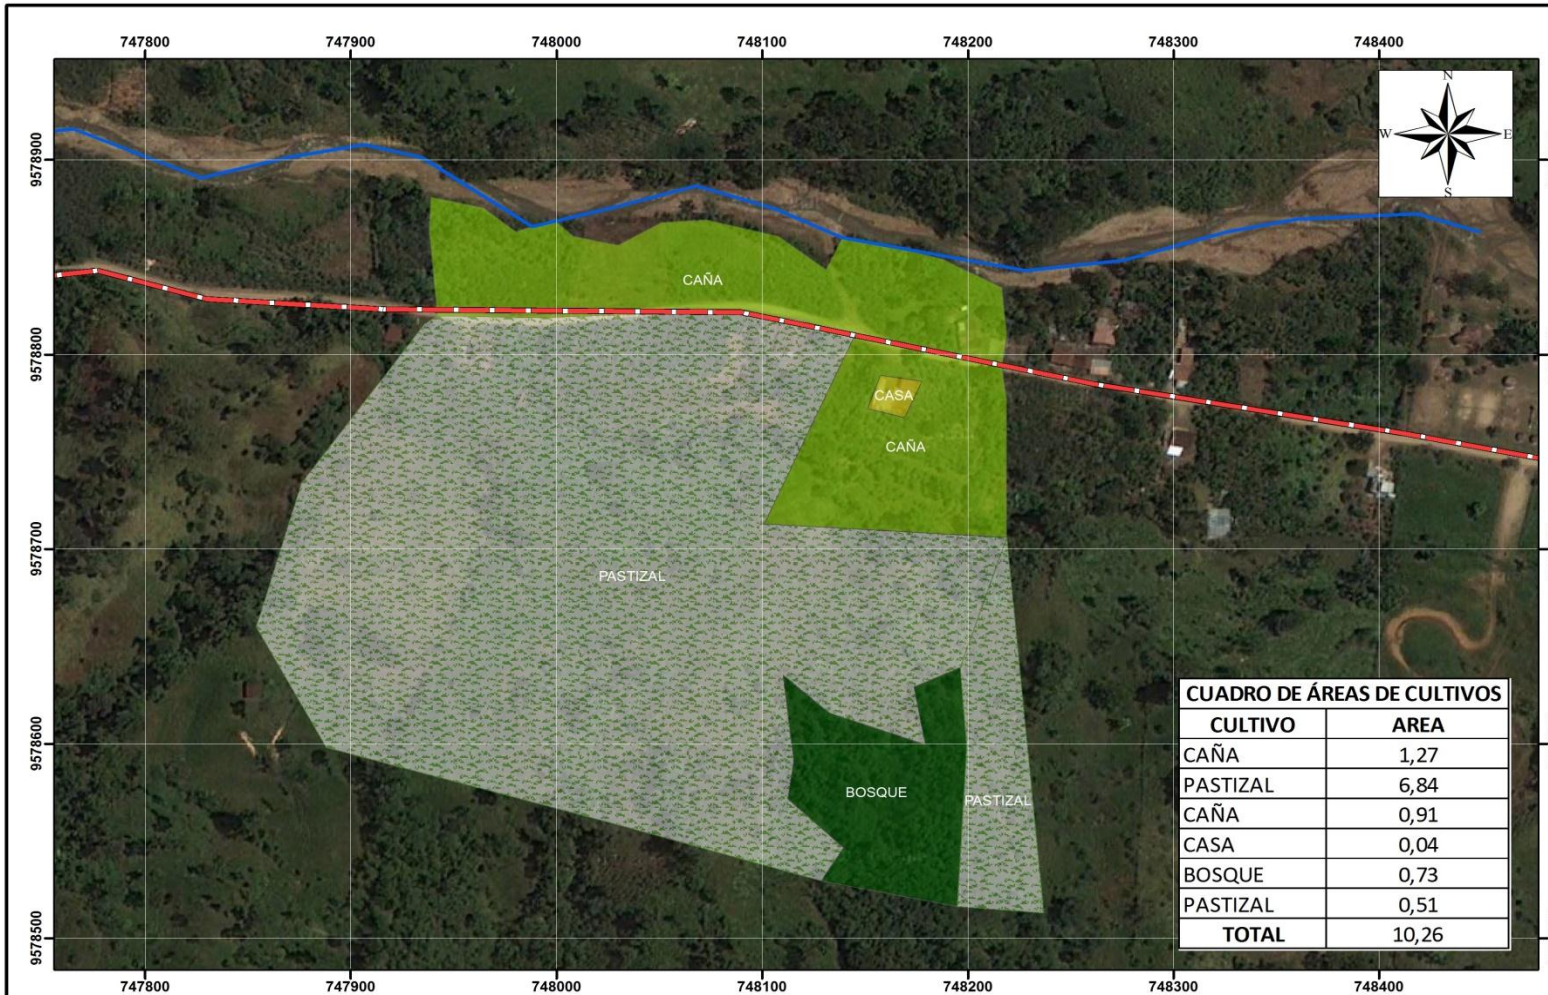 747800 747900 748000 748100 748200 748300 748400
N
W E
S
9578900
9578800
9578700
9578600
9578500
CAÑA
CASA
CAÑA
PASTIZAL
BOSQUE
PASTIZAL
CUADRO DE ÁREAS DE CULTIVOS
CULTIVO AREA
CAÑA 1,27
PASTIZAL 6,84
CAÑA 0,91
CASA 0,04
BOSQUE 0,73
PASTIZAL 0,51
TOTAL 10,26
747800 747900 748000 748100 748200 748300 748400